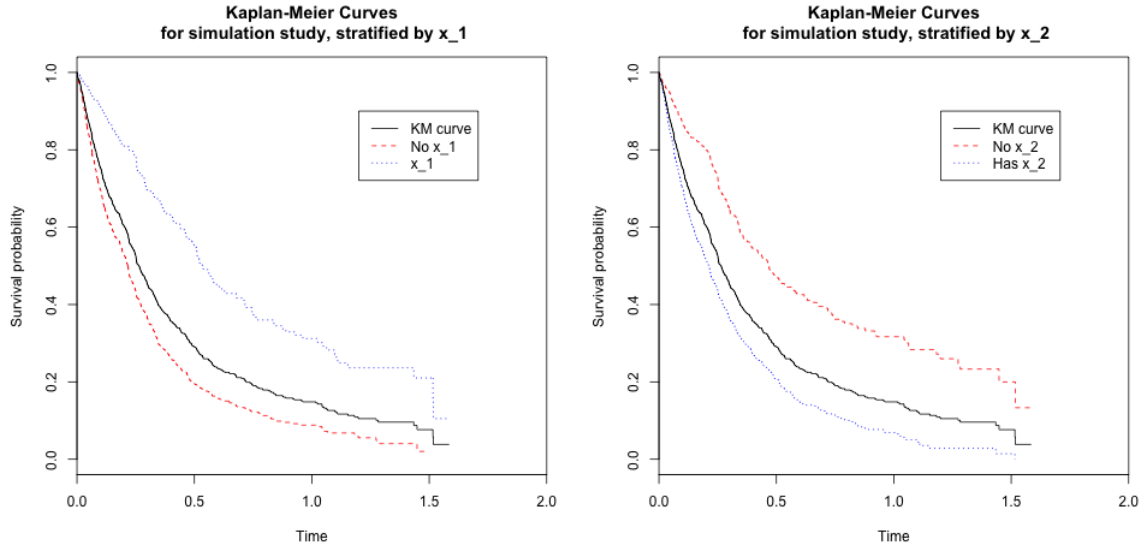 Kaplan-Meier Curves
for simulation study, stratified by x_1
Survival probability
1.0
0.8
0.6
0.4
0.2
0.0
KM curve
No x_1
x_1
0.0 0.5 1.0 1.5 2.0
Time
Kaplan-Meier Curves
for simulation study, stratified by x_2
Survival probability
1.0
0.8
0.6
0.4
0.2
0.0
KM curve
No x_2
Has x_2
0.0 0.5 1.0 1.5 2.0
Time